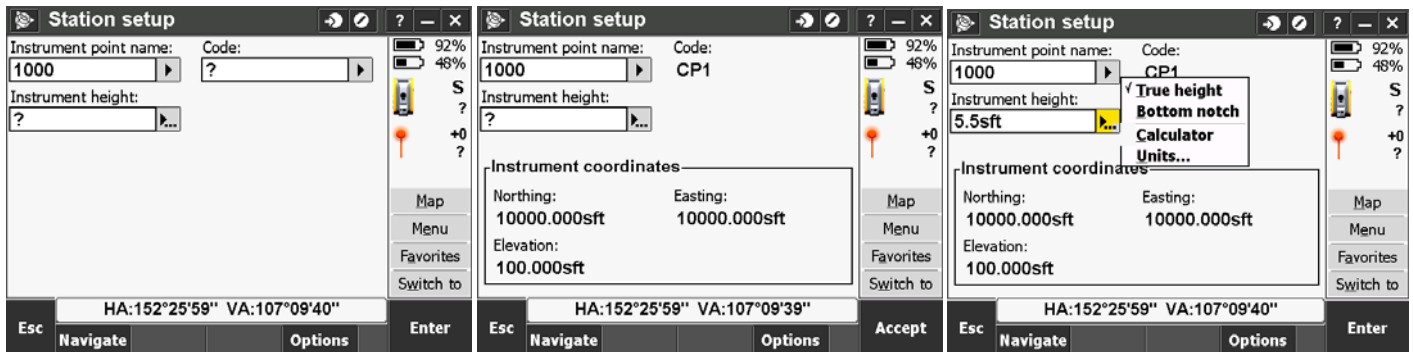 Station setup ? – ×
Instrument point name: Code: 92%
1000 ? 48%
Instrument height: S
? ... ?
+0
?
Map
Menu
Favorites
Switch to
HA:152°25'59" VA:107°09'40"
Esc Navigate Options Enter
Station setup ? – ×
Instrument point name: Code: 92%
1000 CP1 48%
Instrument height: S
? ... ?
+0
?
Instrument coordinates
Northing: Easting:
10000.000sft 10000.000sft
Elevation:
100.000sft
Map
Menu
Favorites
Switch to
HA:152°25'59" VA:107°09'39"
Esc Navigate Options Accept
Station setup ? – ×
Instrument point name: Code: 92%
1000 CP1 48%
Instrument height: S
5.5sft ... ?
√ True height
Bottom notch
Calculator
Units...
+0
?
Instrument coordinates
Northing: Easting:
10000.000sft 10000.000sft
Elevation:
100.000sft
Map
Menu
Favorites
Switch to
HA:152°25'59" VA:107°09'40"
Esc Navigate Options Enter